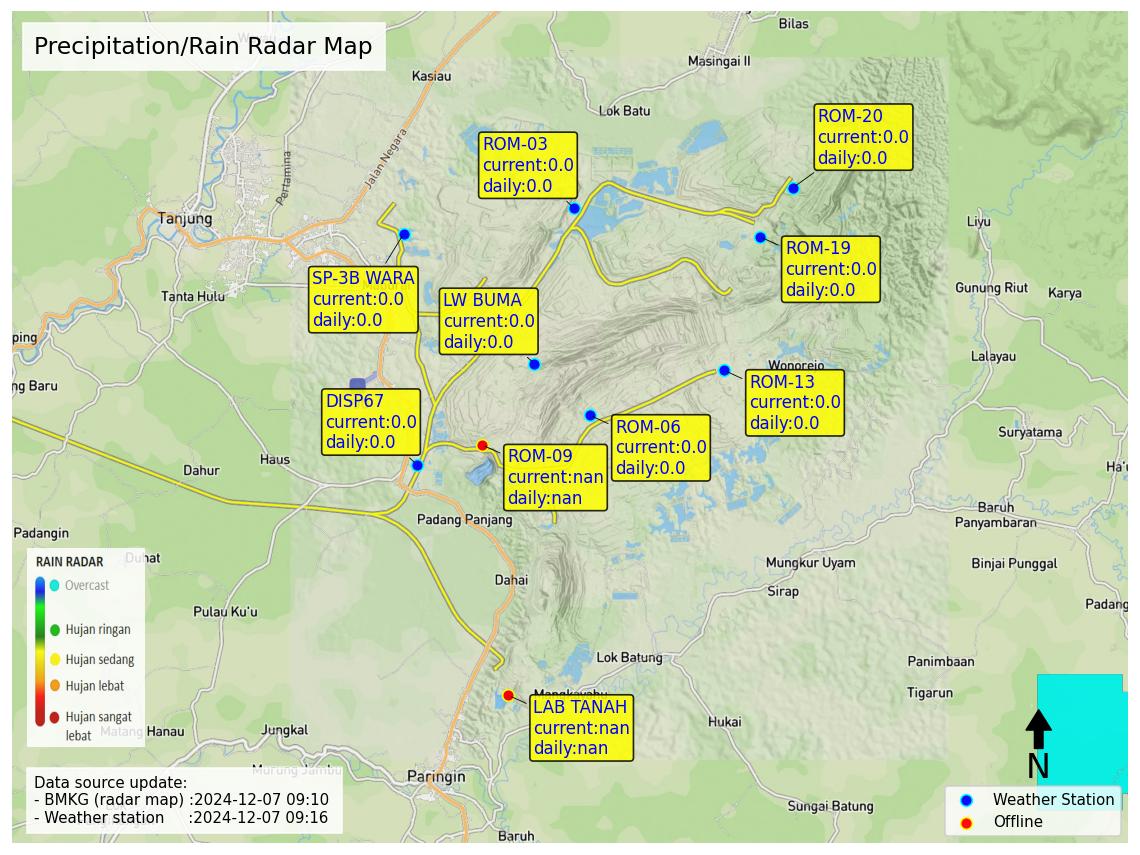 Precipitation/Rain Radar Map
Bilas
Masingai II
Kasiau
Lok Batu
Jalan Negara
Pertamina
Tanjung
Tanta Hulu
ROM-03
current:0.0
daily:0.0
ROM-20
current:0.0
daily:0.0
ROM-19
current:0.0
daily:0.0
SP-3B WARA
current:0.0
daily:0.0
LW BUMA
current:0.0
daily:0.0
Liyu
Gunung Riut
Karya
Lalayau
ping
ng Baru
Wonorejo
ROM-13
current:0.0
daily:0.0
DISP67
current:0.0
daily:0.0
ROM-06
current:0.0
daily:0.0
ROM-09
current:nan
daily:nan
Suryatama
Ha'u
Haus
Dahur
Padang Panjang
Baruh
Panyambaran
Padangin
Duhat
Binjai Punggal
Mungkur Uyam
Sirap
Dahai
Padang
Pulau Ku'u
RAIN RADAR
Overcast
Hujan ringan
Hujan sedang
Hujan lebat
Hujan sangat
lebat
Lok Batung
Panimbaan
Tigarun
Mangkayahu
LAB TANAH
current:nan
daily:nan
Hukai
Matang Hanau
Jungkal
Murung Jambu
Paringin
Sungai Batung
Baruh
Data source update:
- BMKG (radar map) :2024-12-07 09:10
- Weather station :2024-12-07 09:16
N
Weather Station
Offline